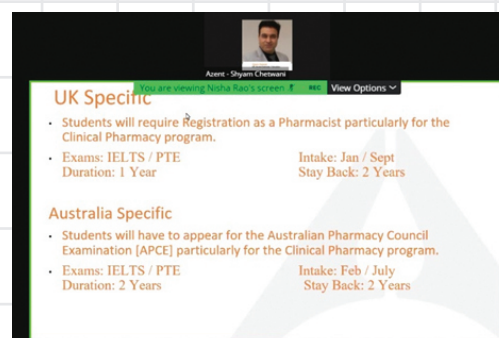 Azent - Shyam Chetwani
You are viewing Nisha Rao's screen REC View Options
UK Specific
• Students will require Registration as a Pharmacist particularly for the
Clinical Pharmacy program.
• Exams: IELTS / PTE Intake: Jan / Sept
Duration: 1 Year Stay Back: 2 Years
Australia Specific
• Students will have to appear for the Australian Pharmacy Council
Examination [APCE] particularly for the Clinical Pharmacy program.
• Exams: IELTS / PTE Intake: Feb / July
Duration: 2 Years Stay Back: 2 Years